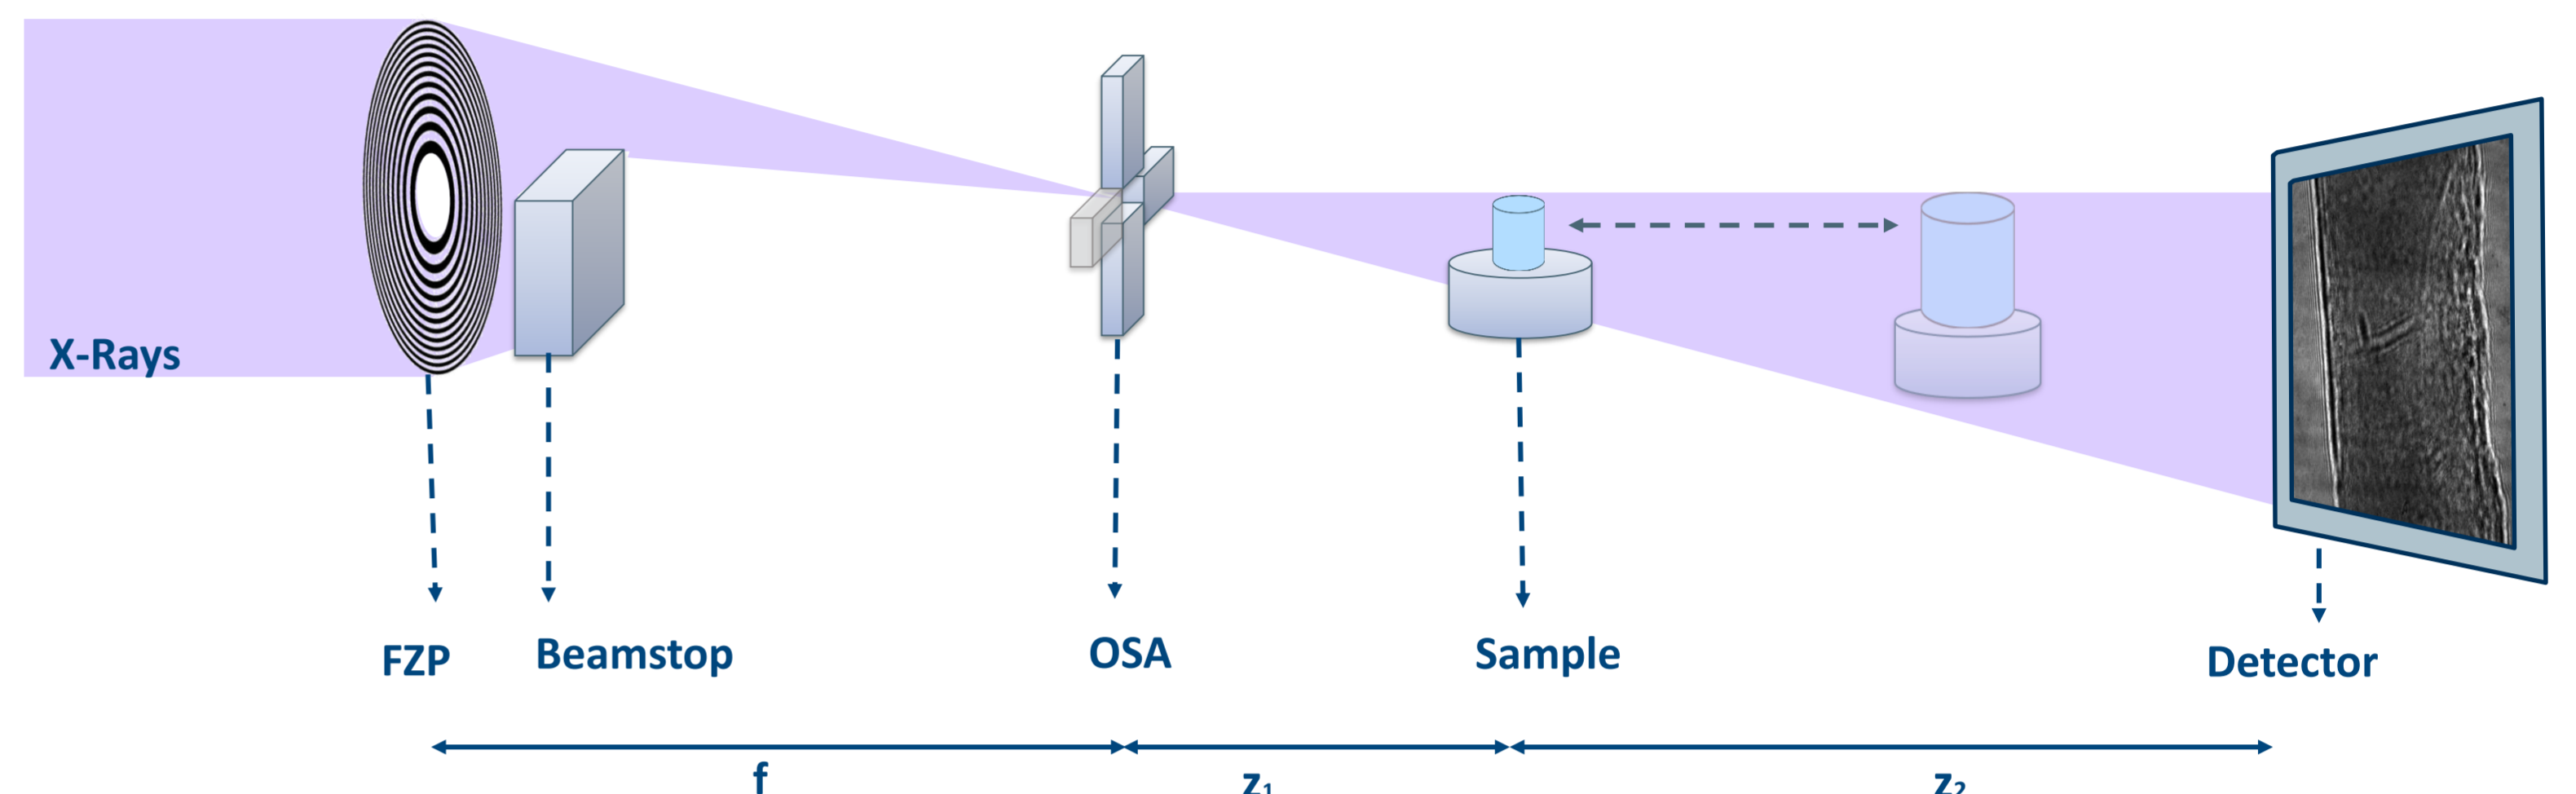 X-Rays
FZP
Beamstop
OSA
Sample
Detector
f
z₁
z₂